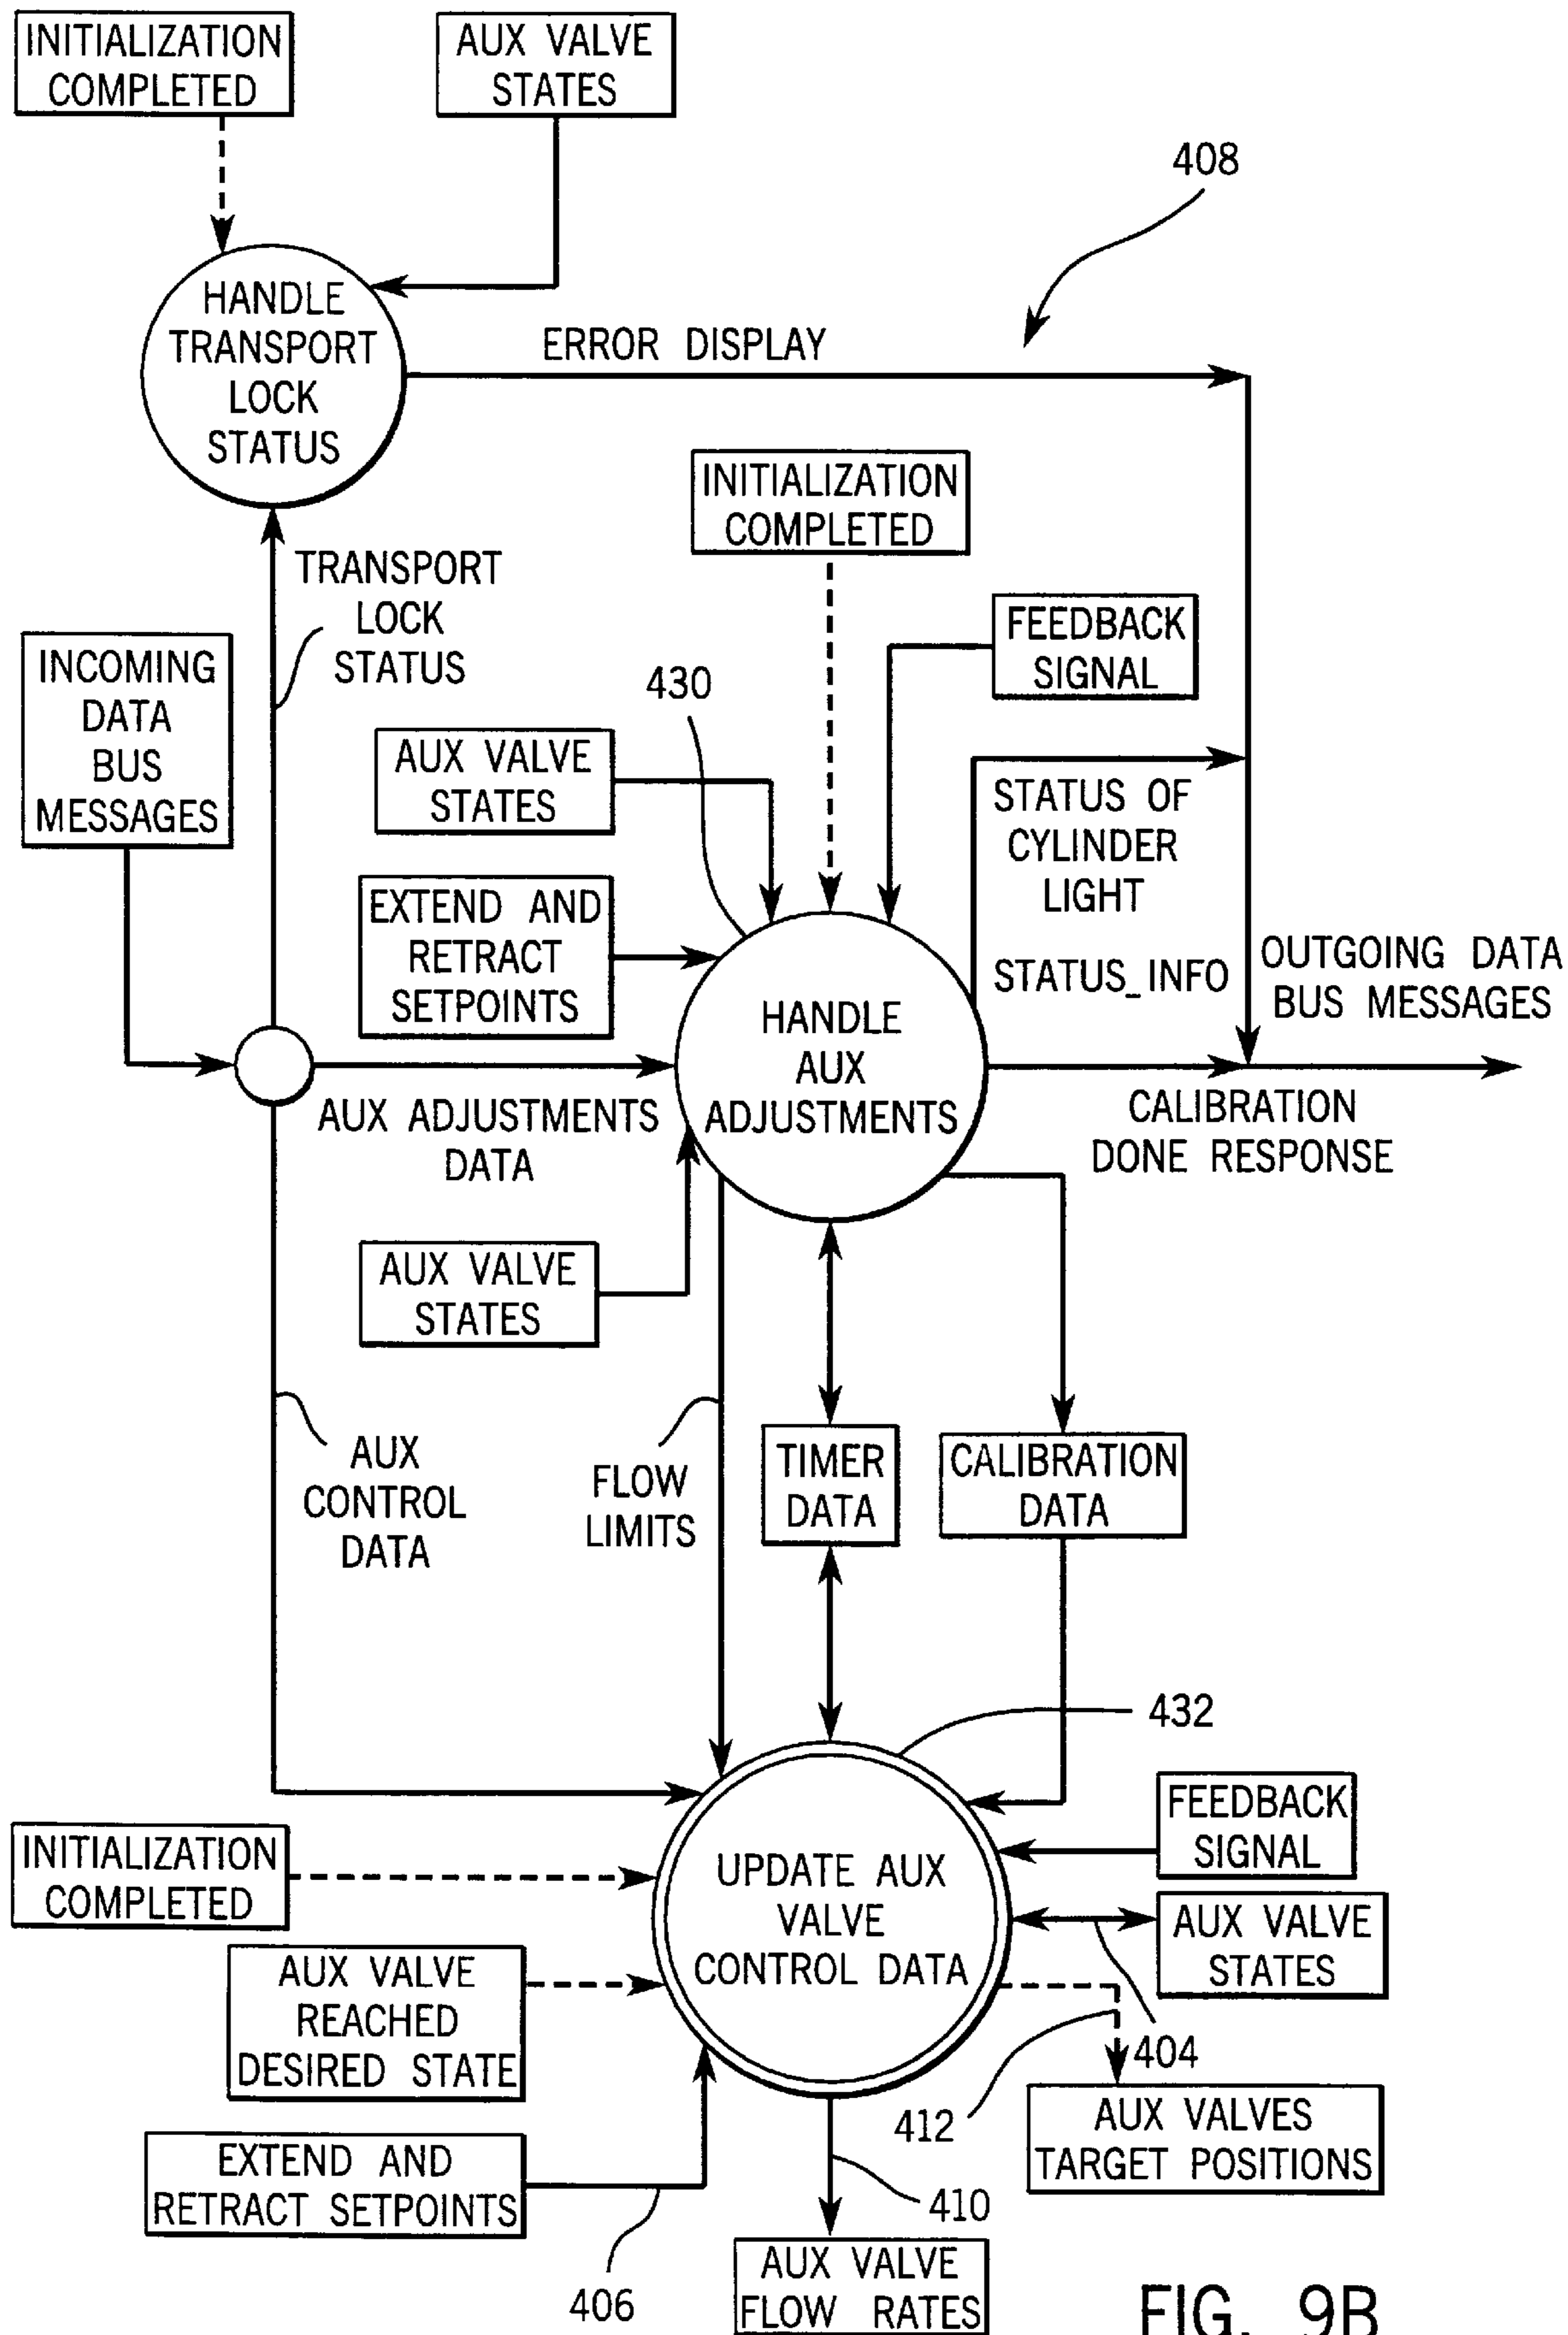 INITIALIZATION
COMPLETED
AUX VALVE
STATES
408
HANDLE
TRANSPORT
LOCK
STATUS
ERROR DISPLAY
INITIALIZATION
COMPLETED
TRANSPORT
LOCK
STATUS
FEEDBACK
SIGNAL
INCOMING
DATA
BUS
MESSAGES
430
AUX VALVE
STATES
STATUS OF
CYLINDER
LIGHT
STATUS_INFO
EXTEND AND
RETRACT
SETPOINTS
OUTGOING DATA
BUS MESSAGES
HANDLE
AUX
ADJUSTMENTS
AUX ADJUSTMENTS
DATA
CALIBRATION
DONE RESPONSE
AUX VALVE
STATES
AUX
CONTROL
DATA
FLOW
LIMITS
TIMER
DATA
CALIBRATION
DATA
432
FEEDBACK
SIGNAL
INITIALIZATION
COMPLETED
UPDATE AUX
VALVE
CONTROL DATA
AUX VALVE
STATES
AUX VALVE
REACHED
DESIRED STATE
404
412
AUX VALVES
TARGET POSITIONS
EXTEND AND
RETRACT SETPOINTS
410
406
AUX VALVE
FLOW RATES
FIG. 9B